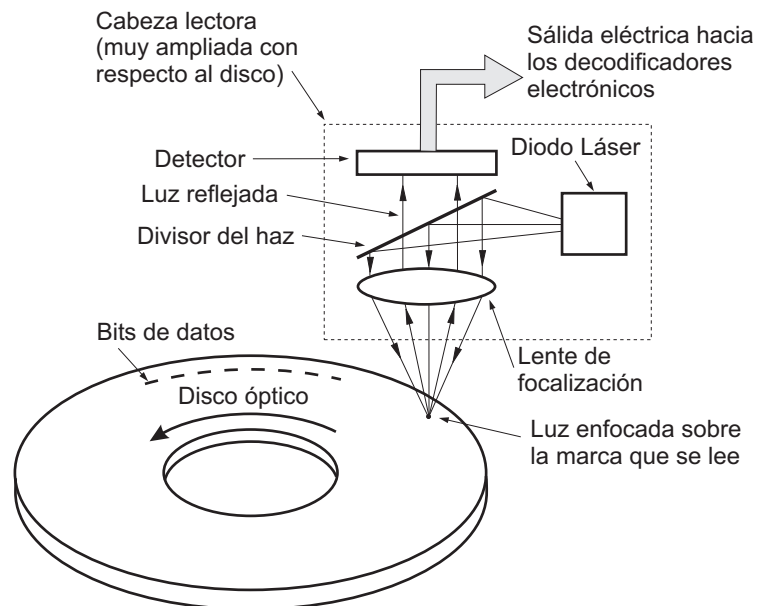 Cabeza lectora
(muy ampliada con
respecto al disco)
Sálida eléctrica hacia
los decodificadores
electrónicos
Detector
Diodo Láser
Luz reflejada
Divisor del haz
Bits de datos
Lente de
focalización
Disco óptico
Luz enfocada sobre
la marca que se lee